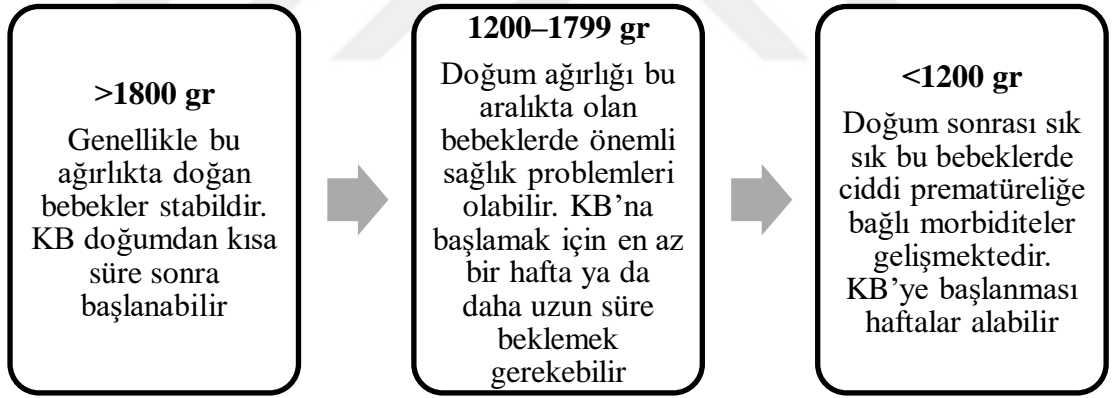 >1800 gr
Genellikle bu
ağırlıkta doğan
bebekler stabildir.
KB doğumdan kısa
süre sonra
başlanabilir
1200–1799 gr
Doğum ağırlığı bu
aralıkta olan
bebeklerde önemli
sağlık problemleri
olabilir. KB’na
başlamak için en az
bir hafta ya da
daha uzun süre
beklemek
gerekebilir
<1200 gr
Doğum sonrası sık
sık bu bebeklerde
ciddi prematüreliğe
bağlı morbiditeler
gelişmektedir.
KB’ye başlanması
haftalar alabilir